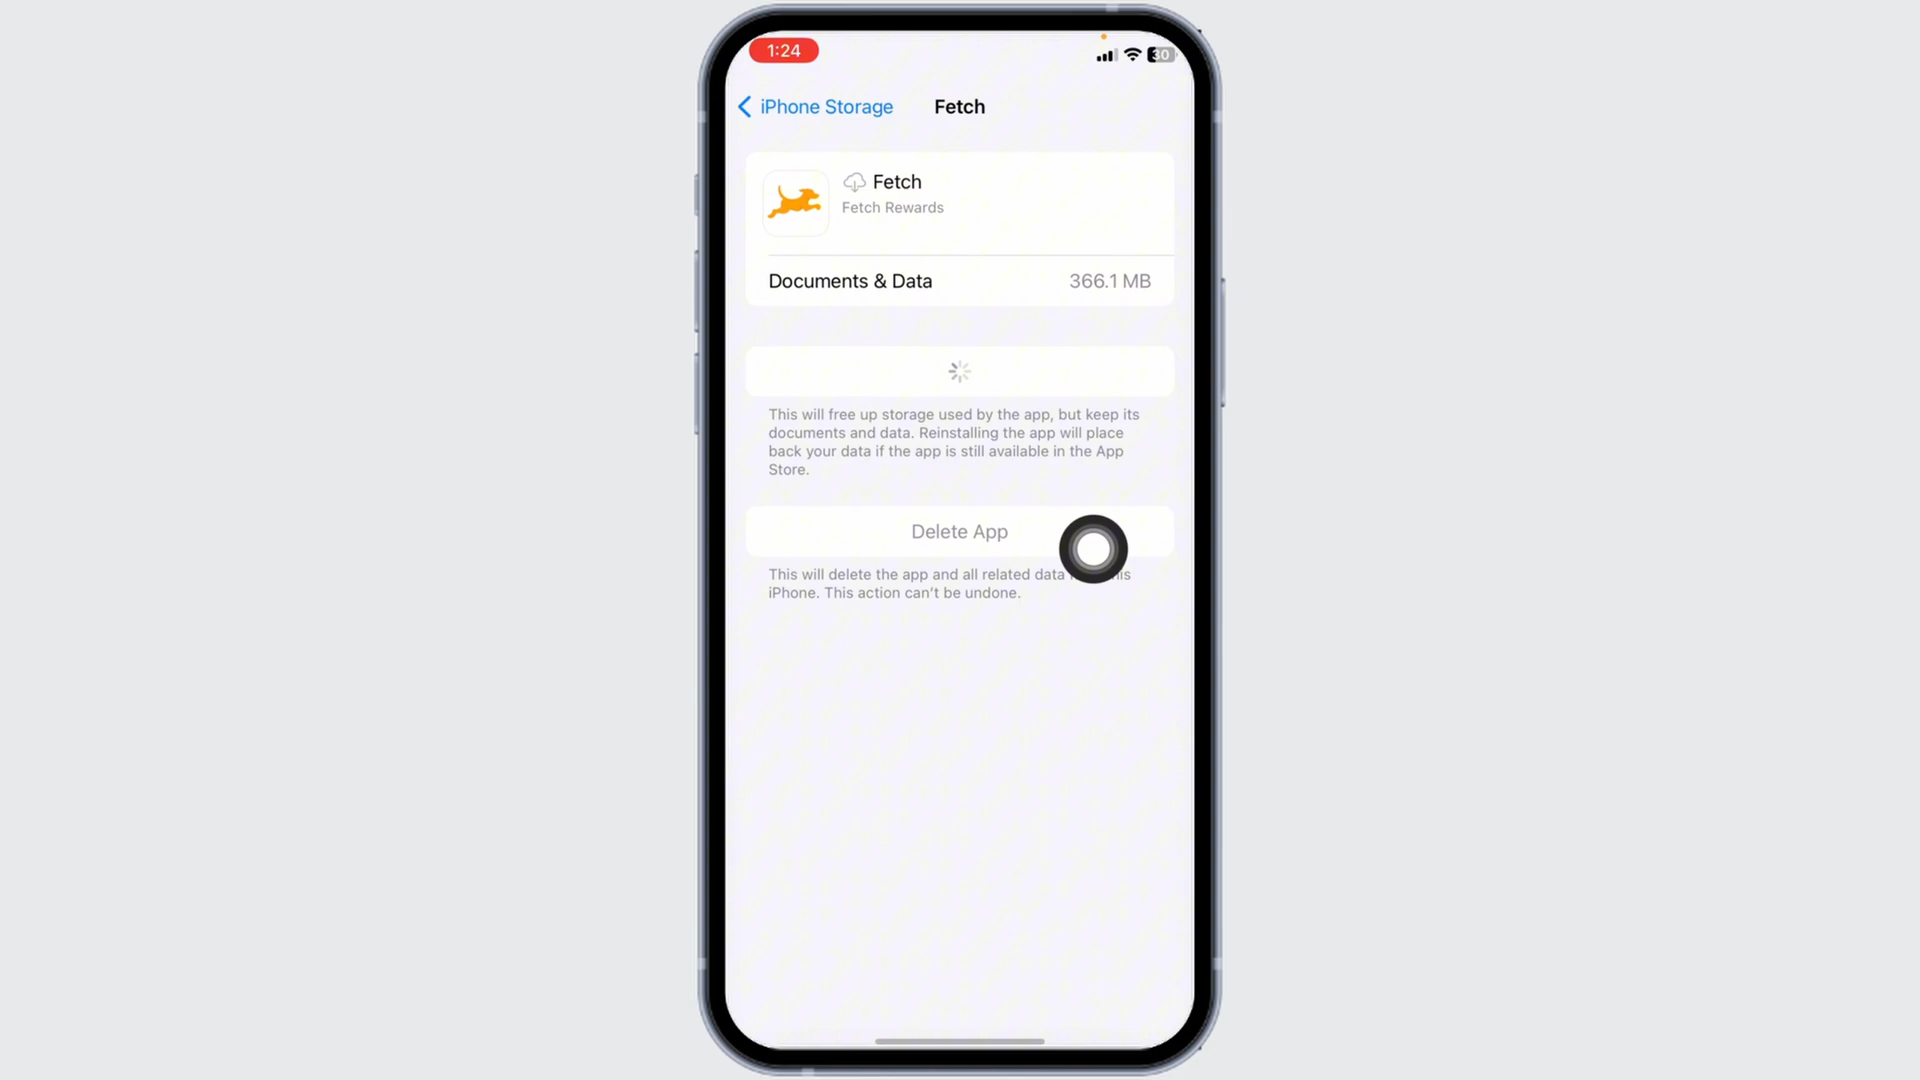 1:24
30
iPhone Storage
Fetch
Fetch
Fetch Rewards
Documents & Data
366.1 MB
This will free up storage used by the app, but keep its
documents and data. Reinstalling the app will place
back your data if the app is still available in the App
Store.
Delete App
This will delete the app and all related data
iPhone. This action can’t be undone.